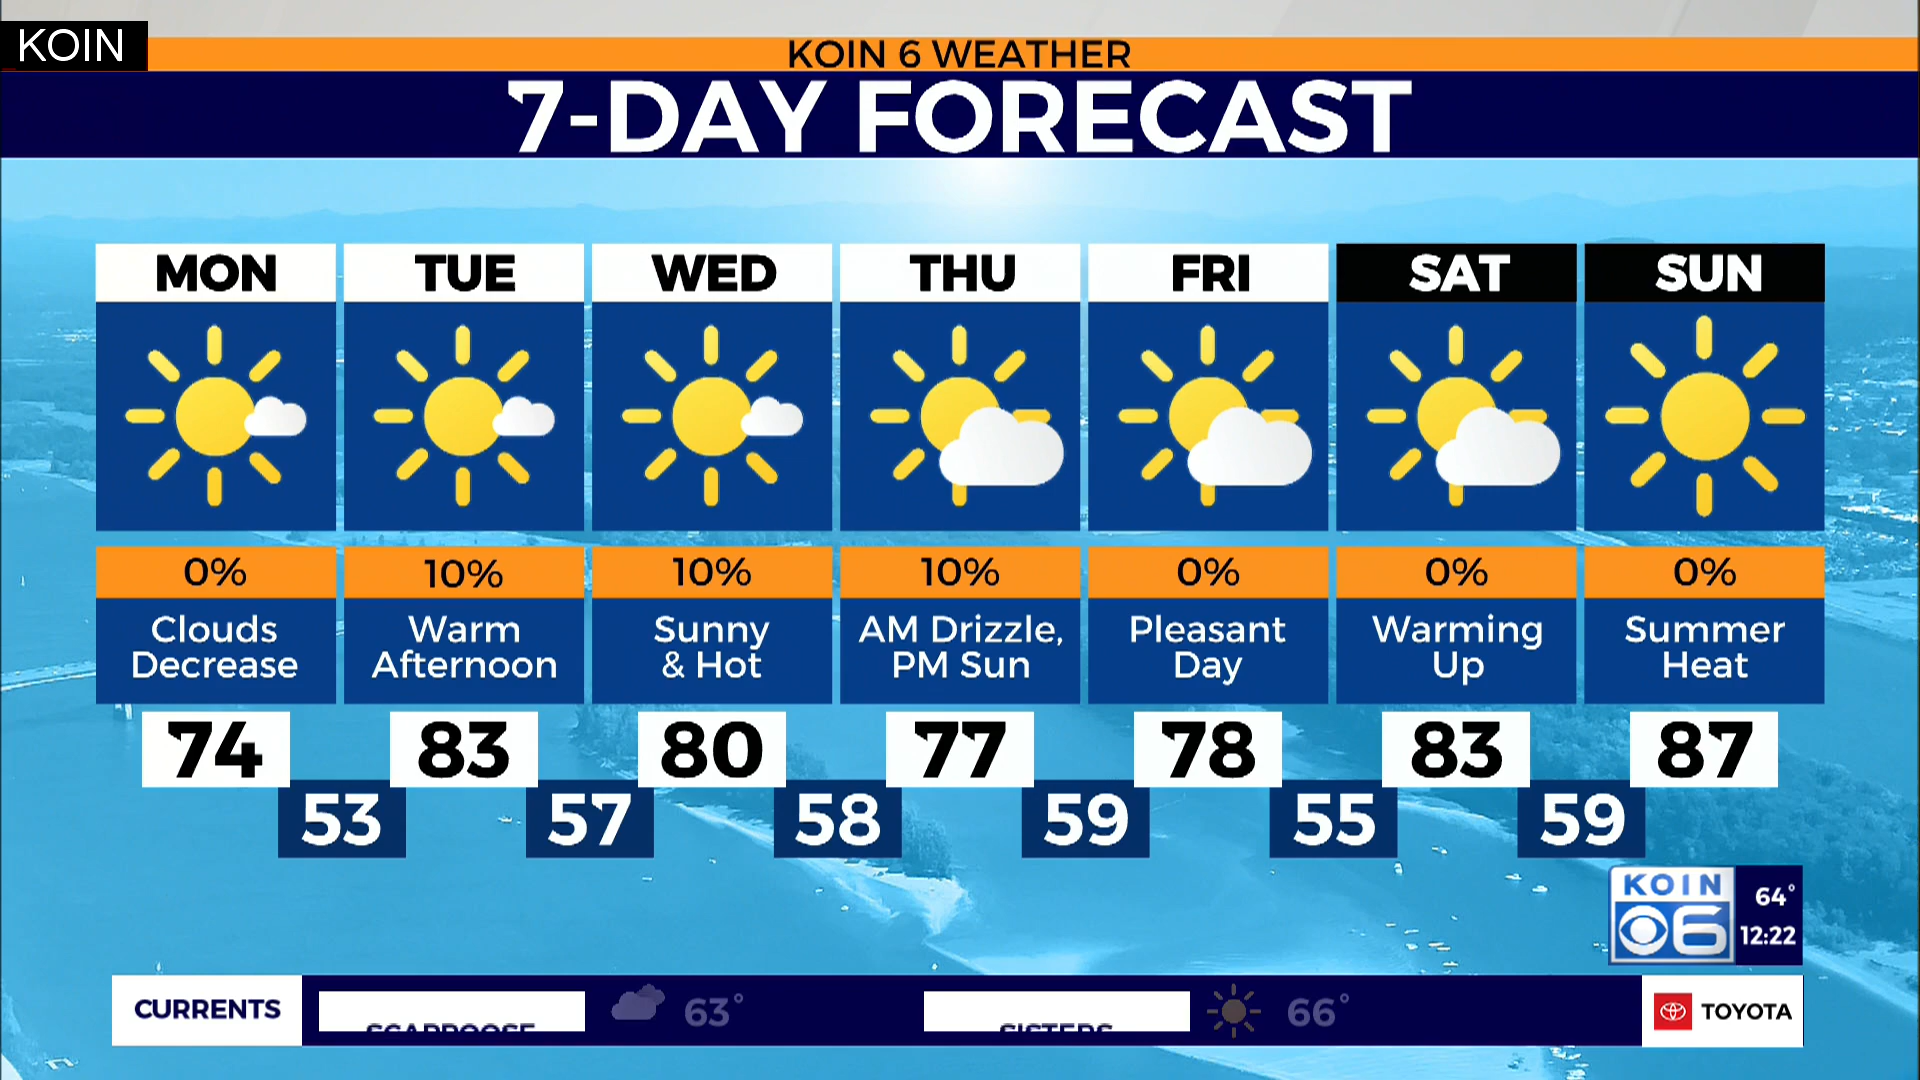 KOIN
KOIN 6 WEATHER
7-DAY FORECAST
MON TUE WED THU FRI SAT SUN
0% 10% 10% 10% 0% 0% 0%
Clouds Decrease
Warm Afternoon
Sunny & Hot
AM Drizzle, PM Sun
Pleasant Day
Warming Up
Summer Heat
74 83 80 77 78 83 87
53 57 58 59 55 59
KOIN 6
64°
12:22
CURRENTS
SCAPPOOSE 63°
SISTERS 66°
TOYOTA